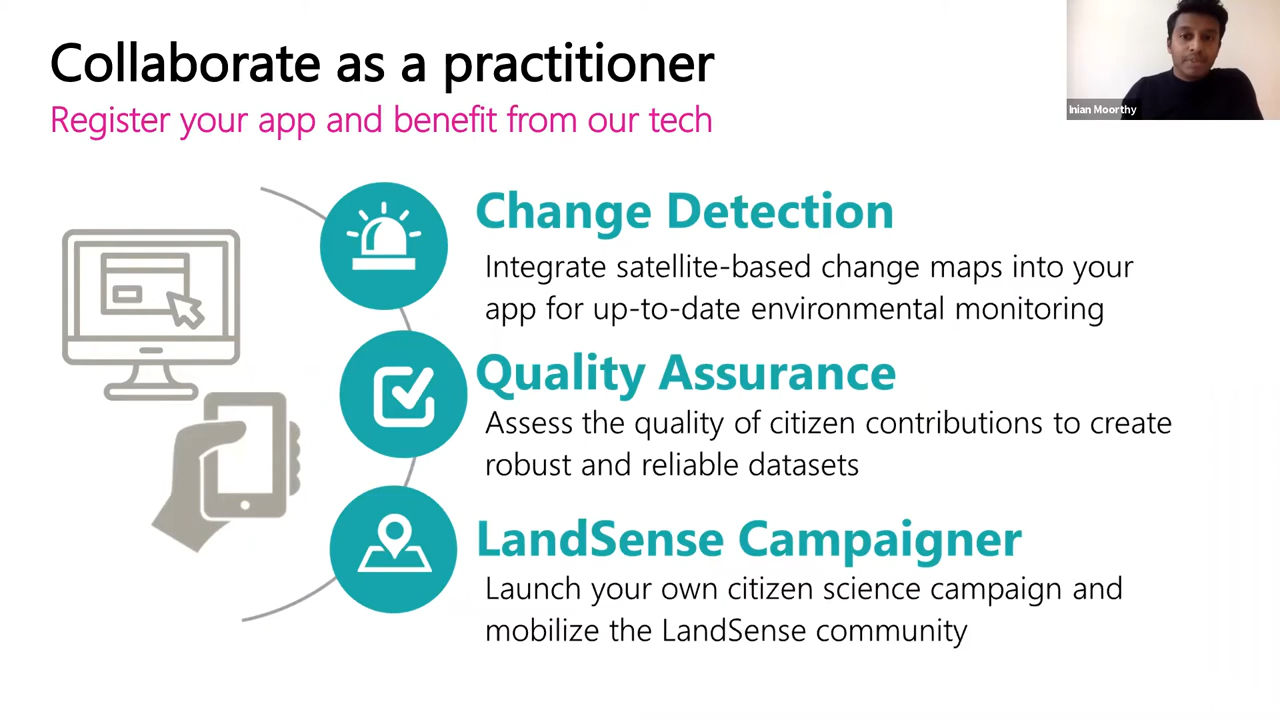 Collaborate as a practitioner
Register your app and benefit from our tech
Inian Moorthy
Change Detection
Integrate satellite-based change maps into your
app for up-to-date environmental monitoring
Quality Assurance
Assess the quality of citizen contributions to create
robust and reliable datasets
LandSense Campaigner
Launch your own citizen science campaign and
mobilize the LandSense community